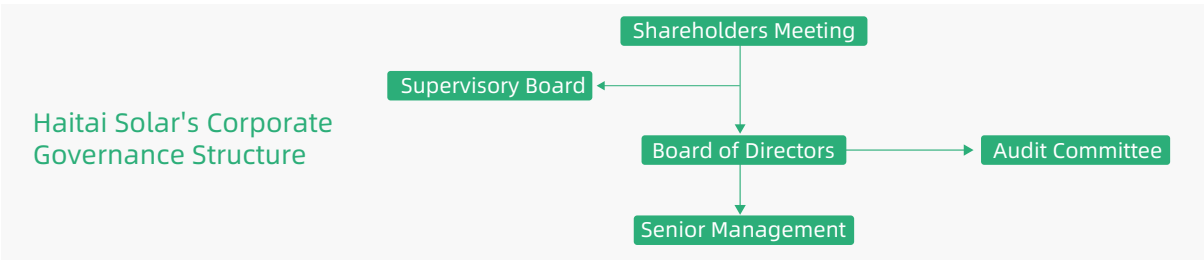 Shareholders Meeting
Supervisory Board
Haitai Solar's Corporate
Governance Structure
Board of Directors
Audit Committee
Senior Management